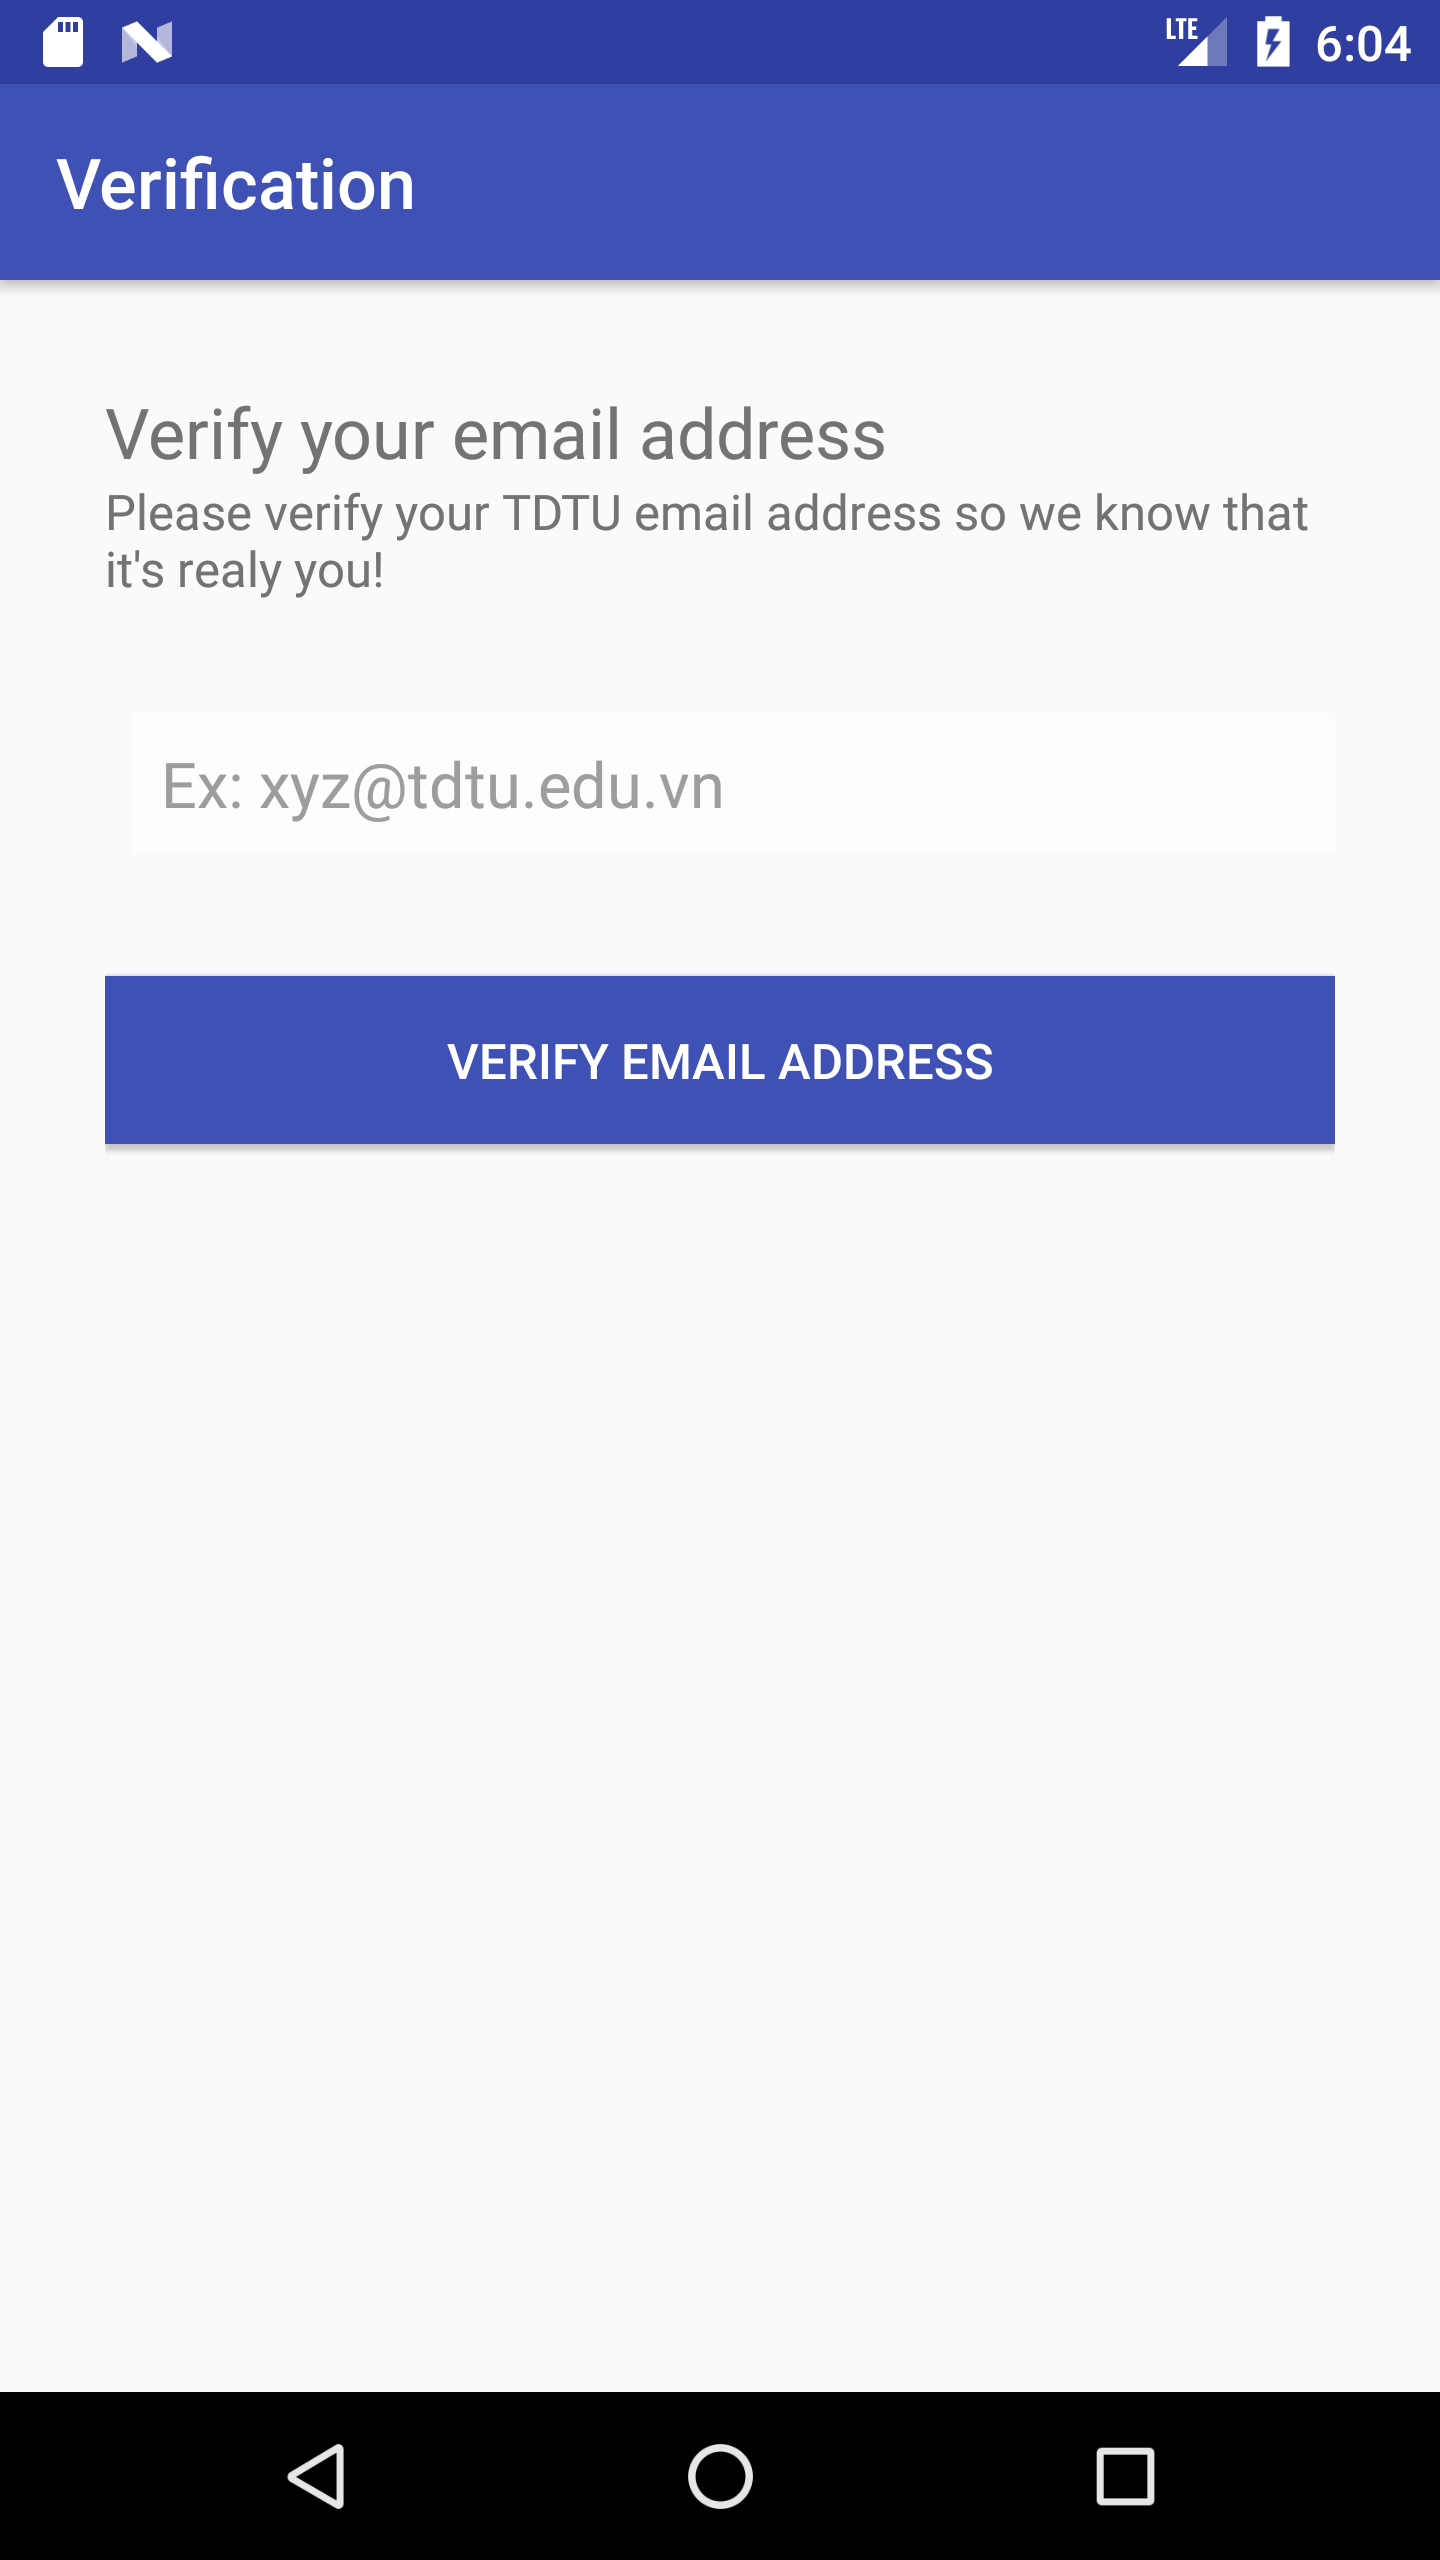 LTE 6:04
Verification
Verify your email address
Please verify your TDTU email address so we know that
it's realy you!
Ex: xyz@tdtu.edu.vn
VERIFY EMAIL ADDRESS